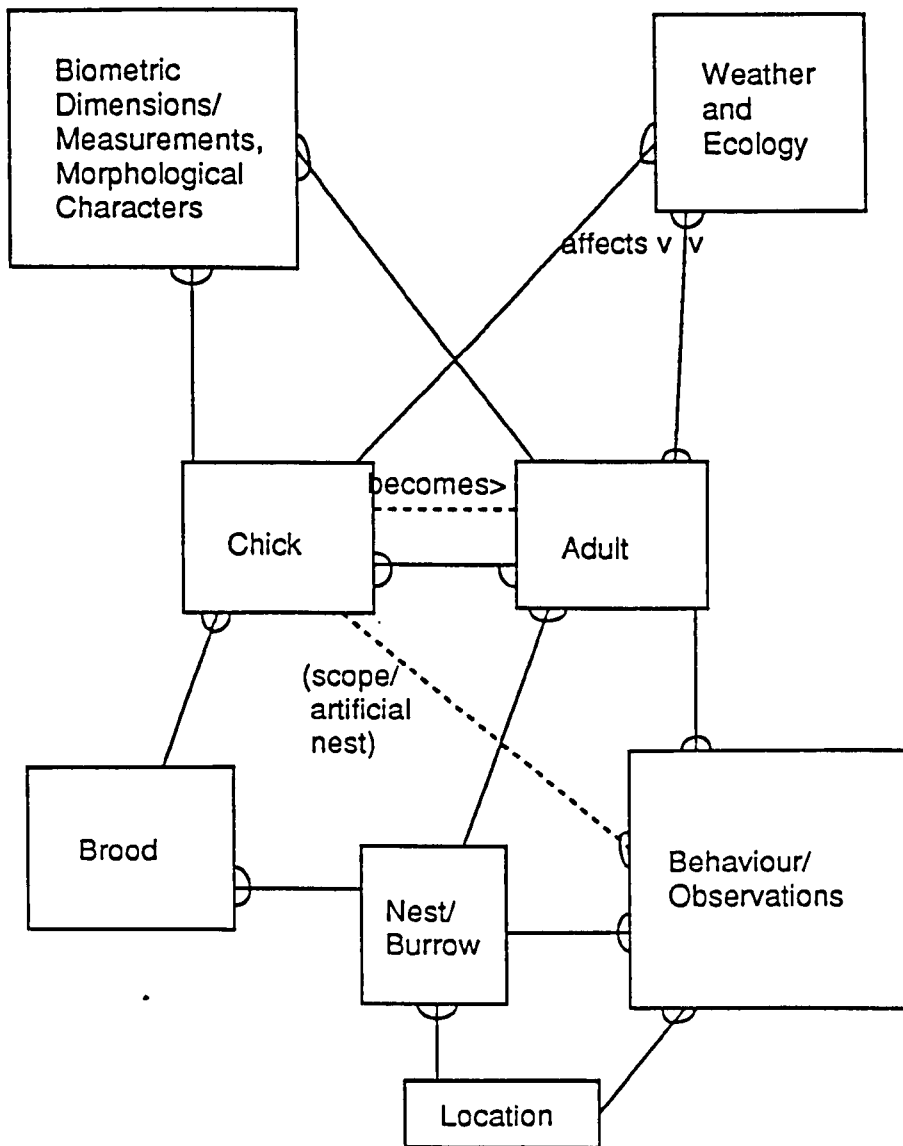 Biometric
Dimensions/
Measurements,
Morphological
Characters
Weather
and
Ecology
affects v v
becomes>
Chick
Adult
(scope/
artificial
nest)
Brood
Nest/
Burrow
Behaviour/
Observations
Location